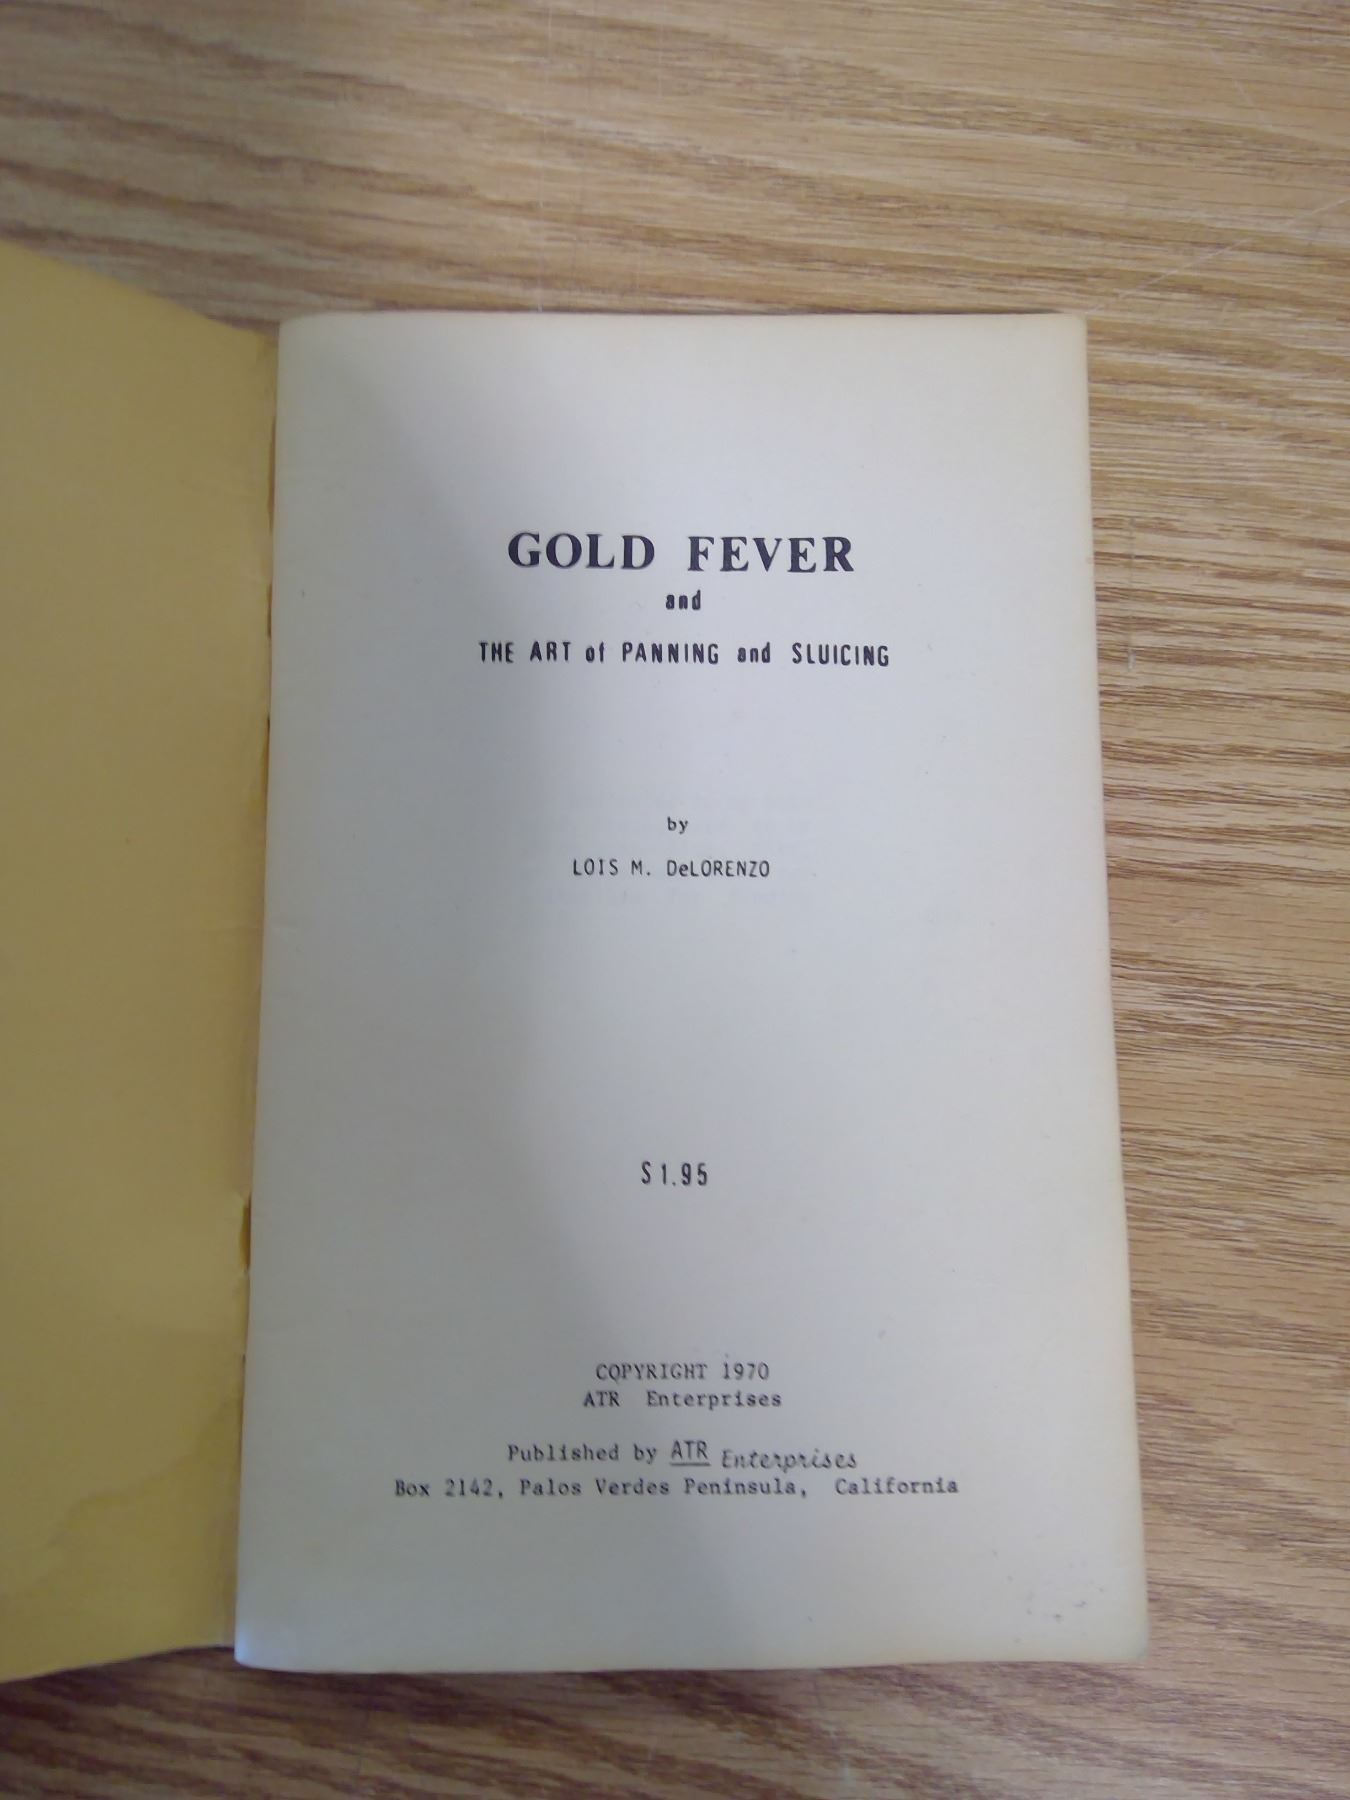 GOLD FEVER
and
THE ART of PANNING and SLUICING
by
LOIS M. DeLORENZO
$1.95
COPYRIGHT 1970
ATR Enterprises
Published by ATR Enterprises
Box 2142, Palos Verdes Peninsula, California